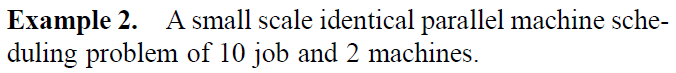 Example 2. A small scale identical parallel machine sche-
duling problem of 10 job and 2 machines.